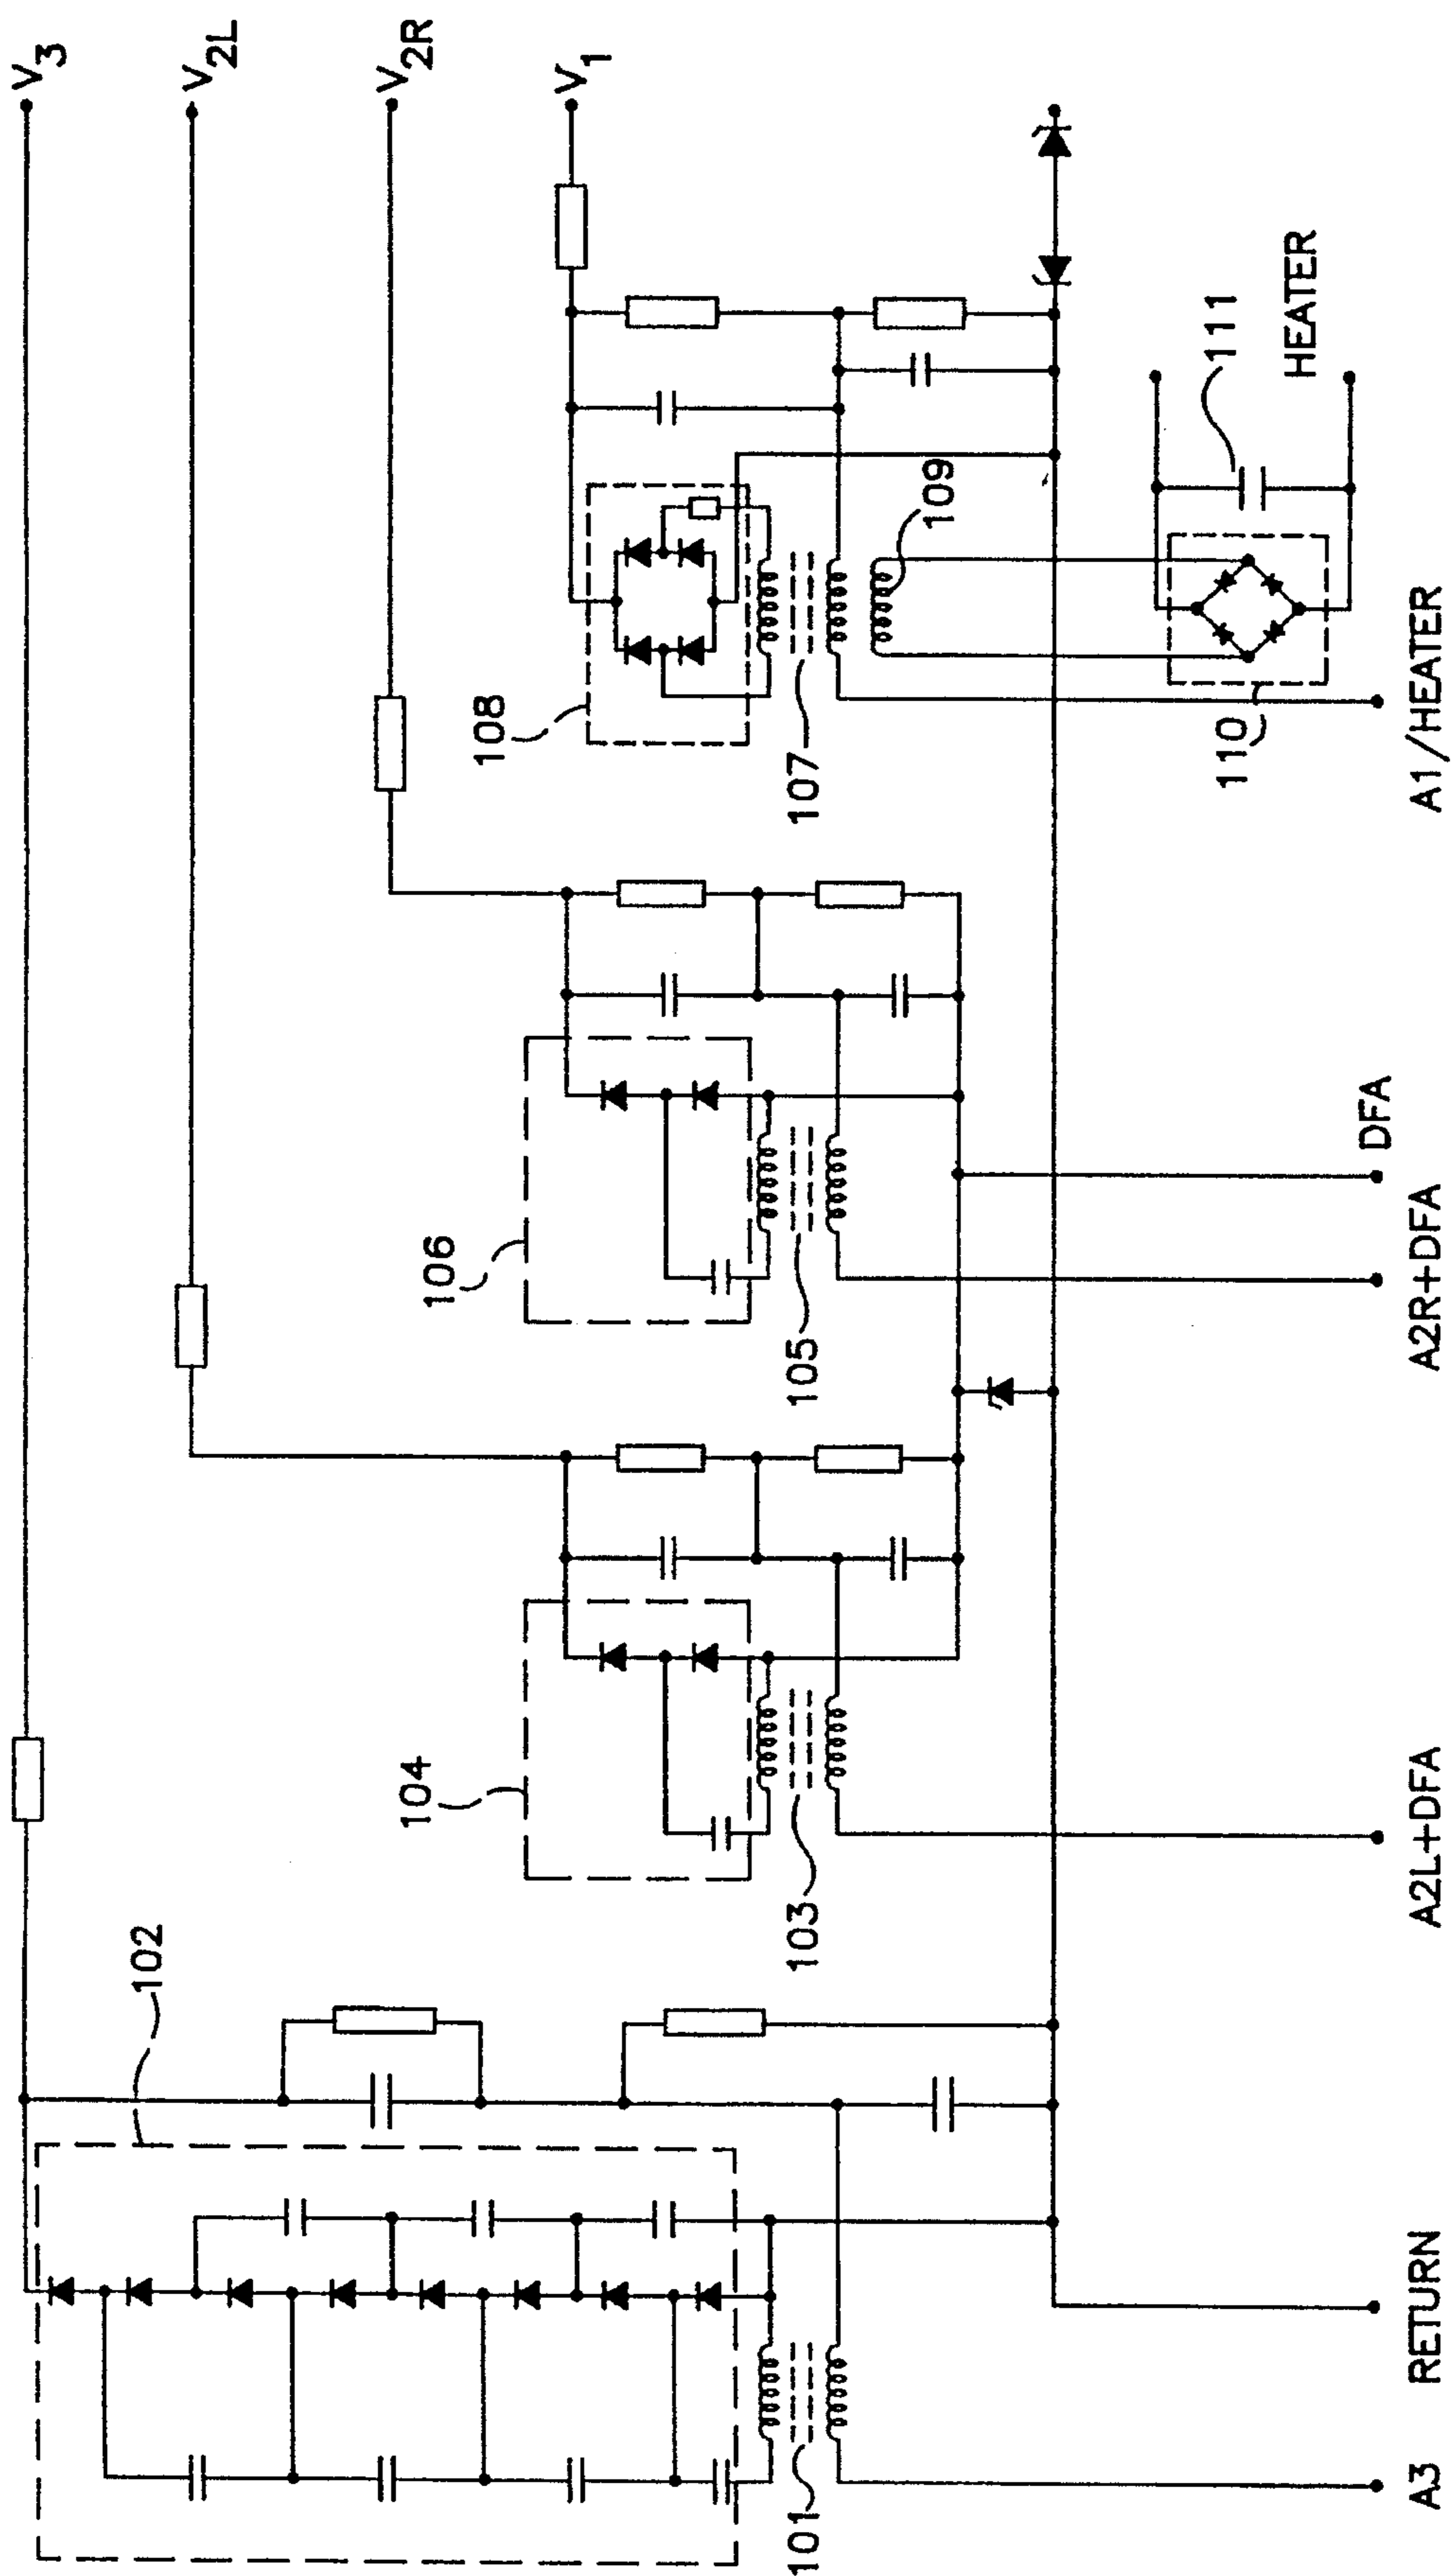 V3
V2L
V2R
V1
102
104
106
108
101
103
105
107
109
110
111
HEATER
A3
RETURN
A2L+DFA
A2R+DFA
DFA
A1/HEATER